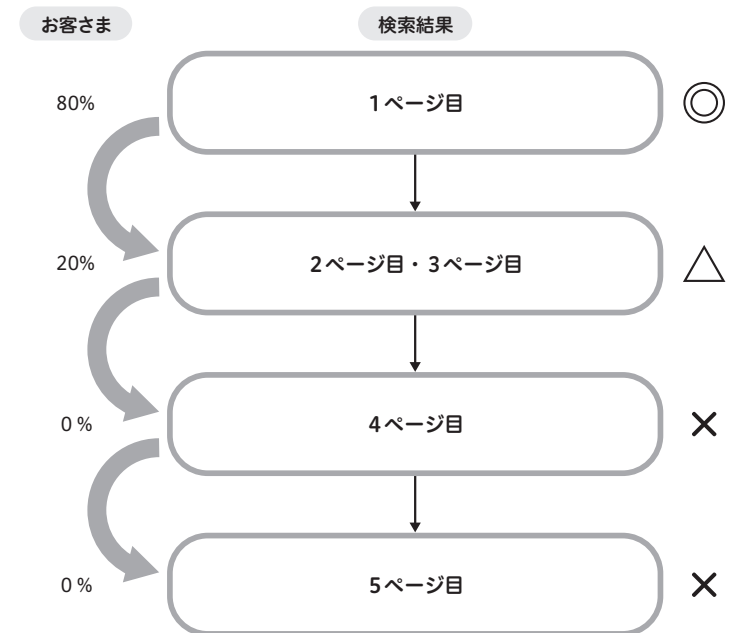 お客さま 検索結果
80% 1ページ目 ◎
20% 2ページ目・3ページ目 △
0% 4ページ目 ×
0% 5ページ目 ×